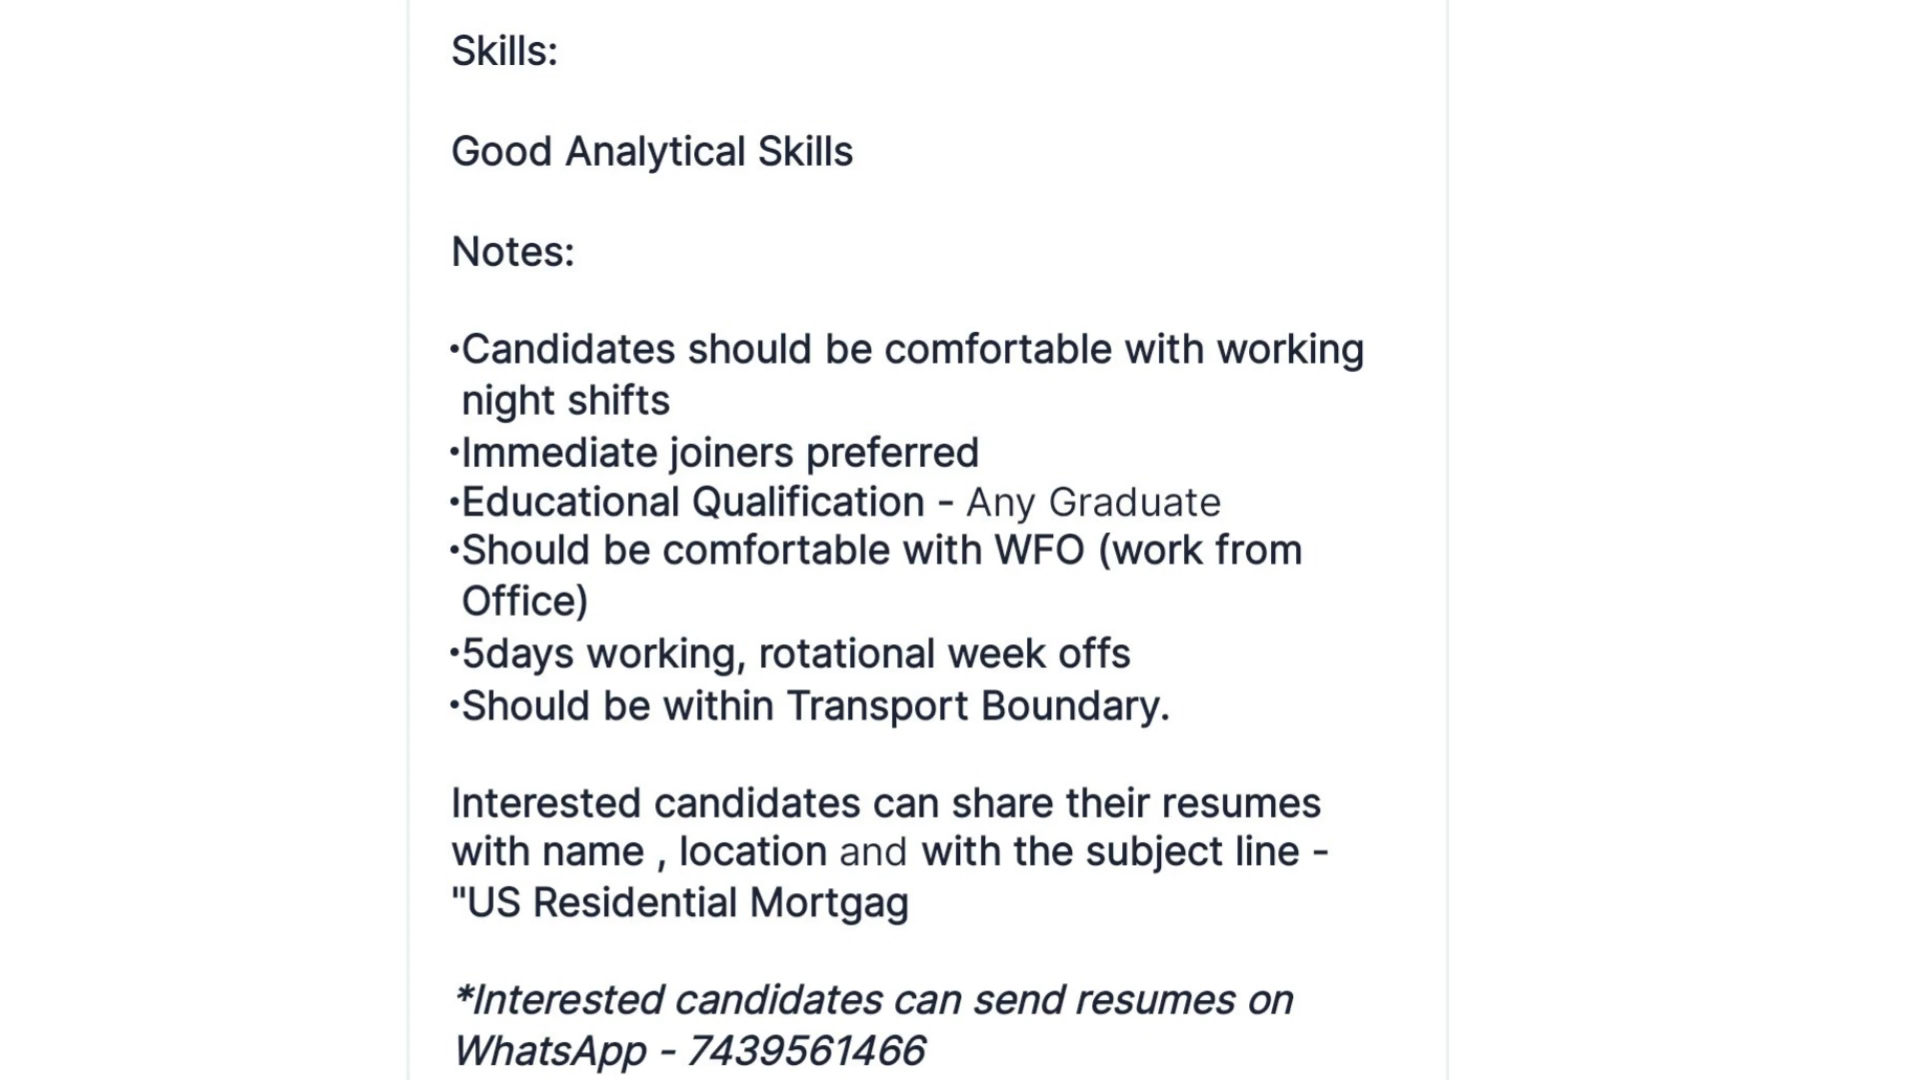 Skills:
Good Analytical Skills
Notes:
•Candidates should be comfortable with working
night shifts
•Immediate joiners preferred
•Educational Qualification - Any Graduate
•Should be comfortable with WFO (work from
Office)
•5days working, rotational week offs
•Should be within Transport Boundary.
Interested candidates can share their resumes
with name , location and with the subject line -
"US Residential Mortgag
*Interested candidates can send resumes on
WhatsApp - 7439561466